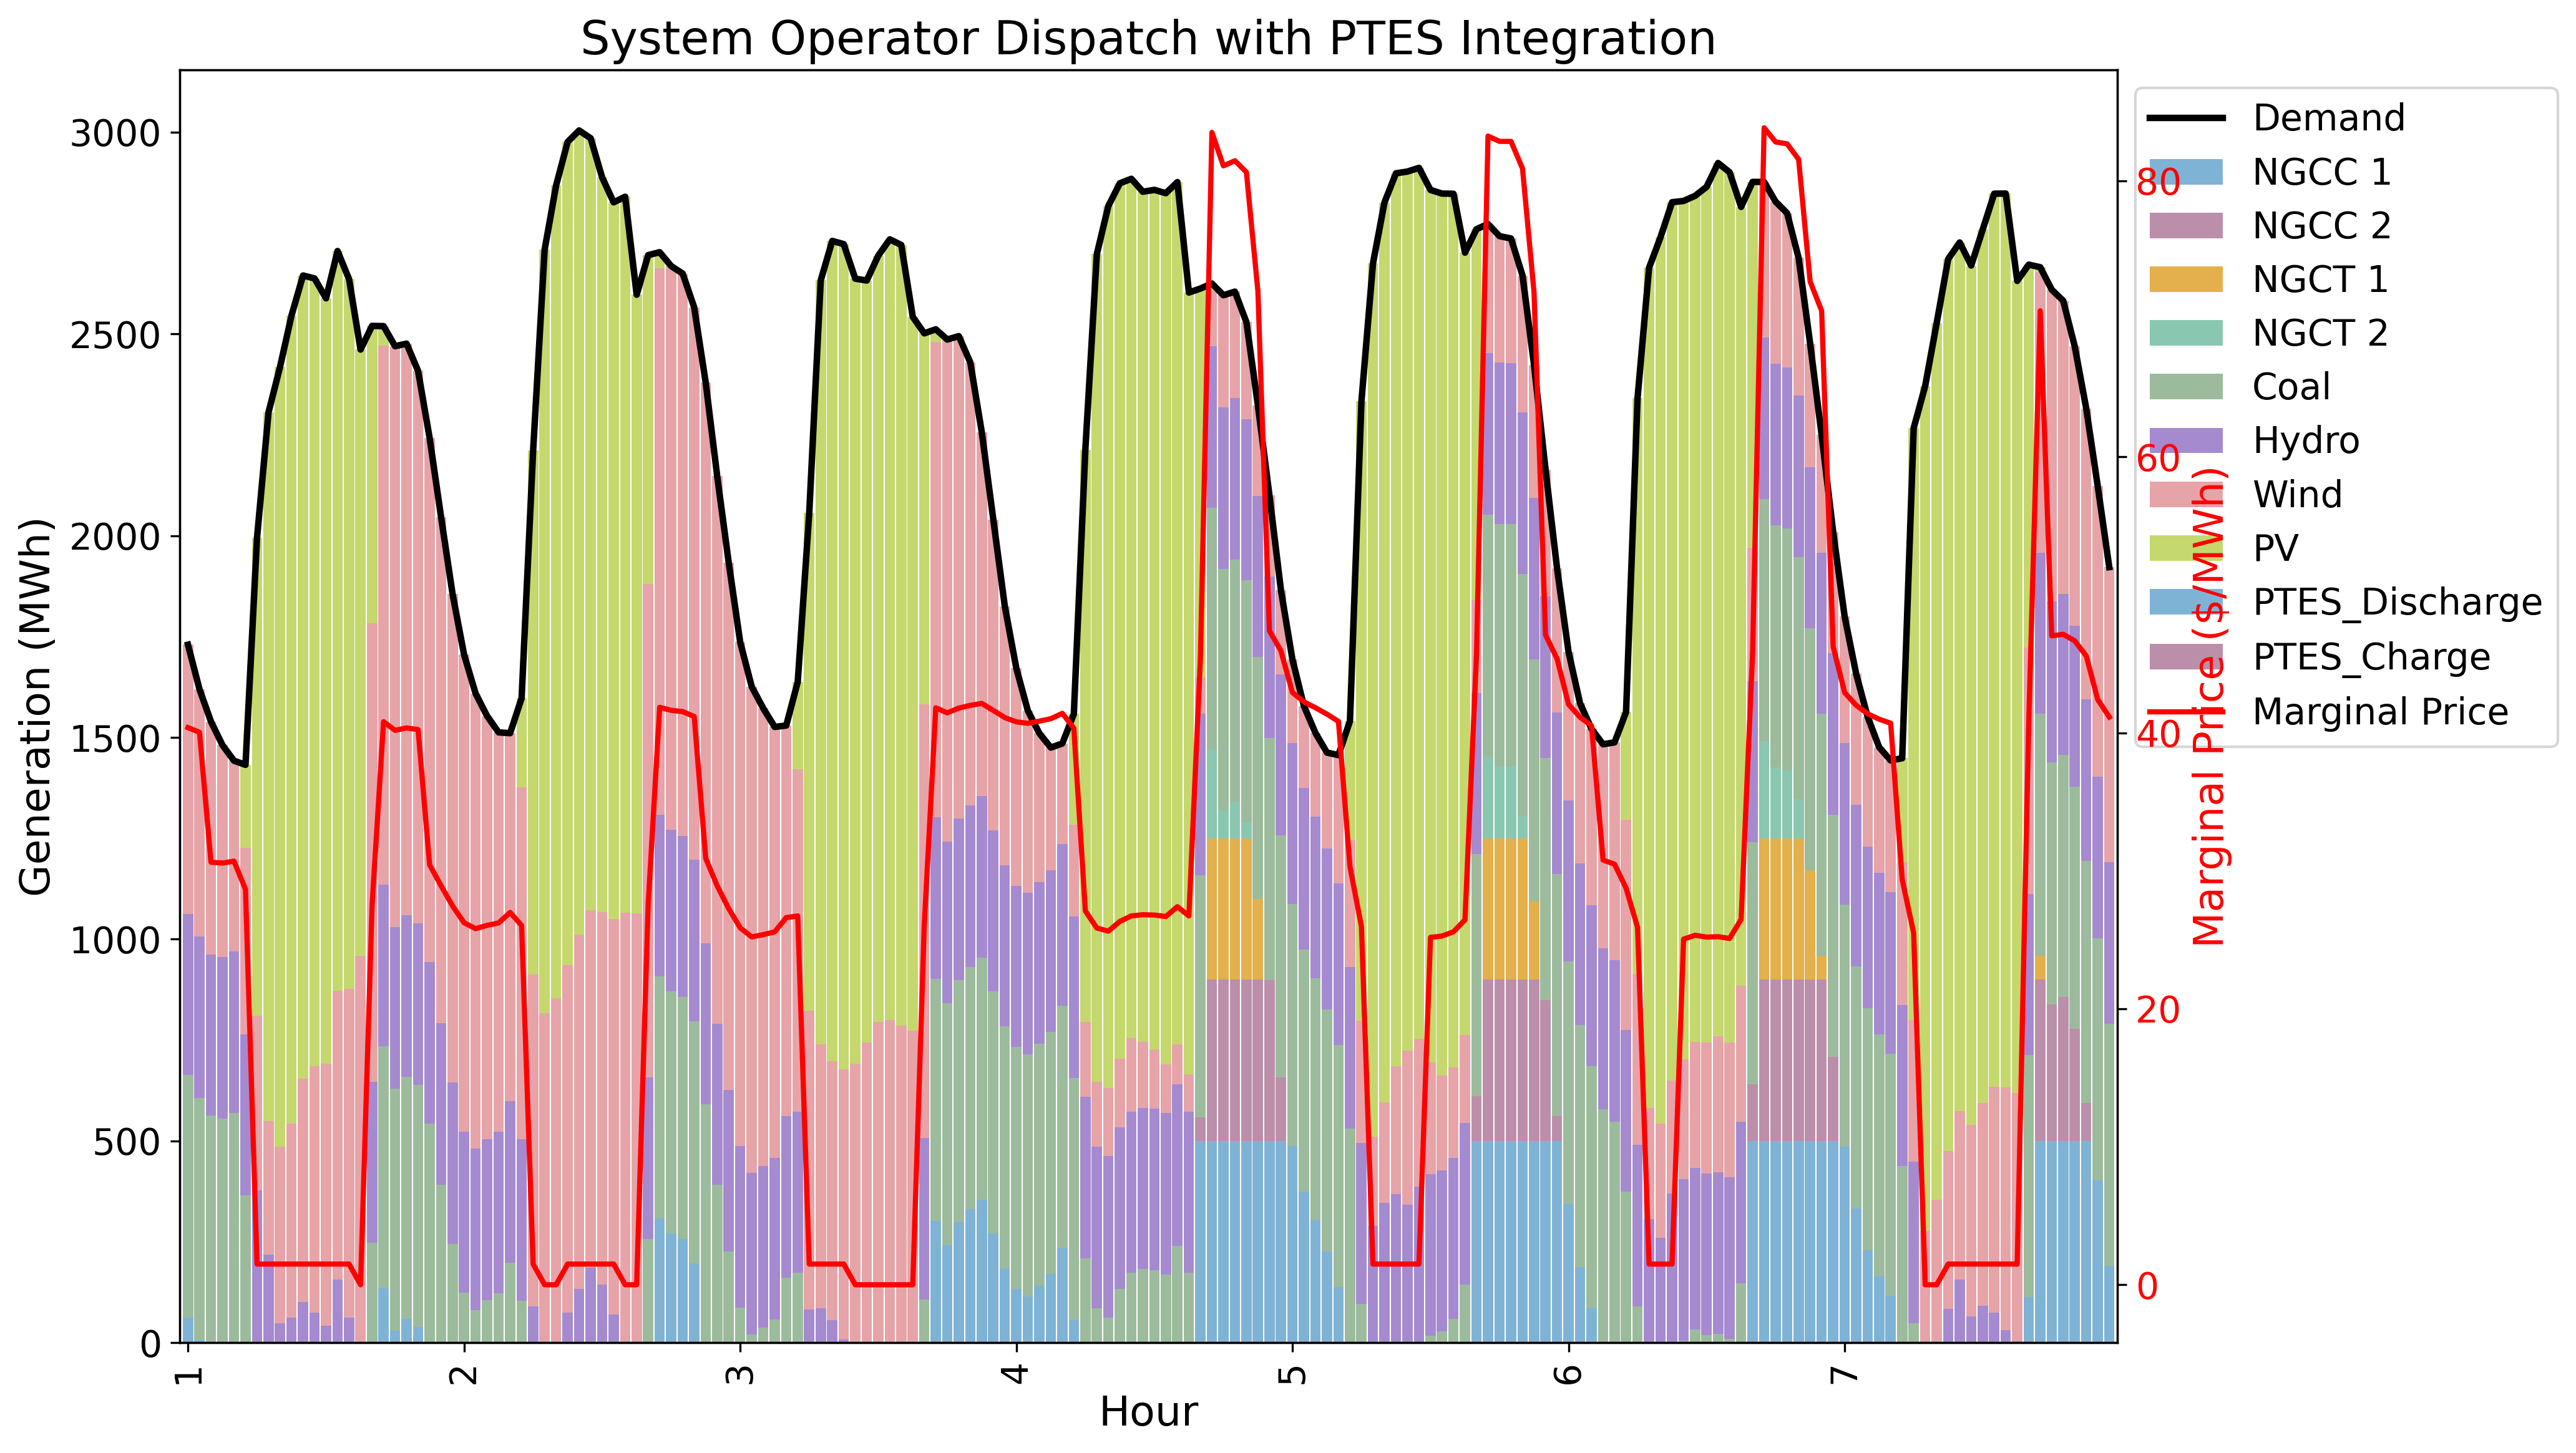 System Operator Dispatch with PTES Integration
Generation (MWh)
3000
2500
2000
1500
1000
500
0
1
2
3
4
5
6
7
Hour
80
60
40
20
0
Marginal Price ($/MWh)
Demand
NGCC 1
NGCC 2
NGCT 1
NGCT 2
Coal
Hydro
Wind
PV
PTES_Discharge
PTES_Charge
Marginal Price